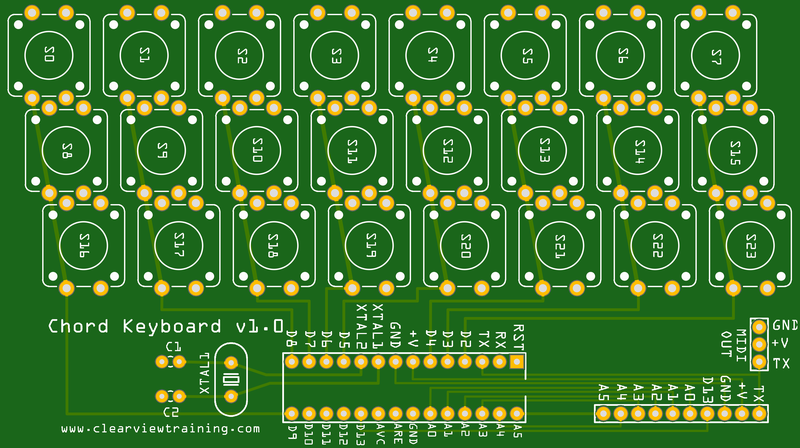 S0 S1 S2 S3 S4 S5 S6 S7
S8 S9 S10 S11 S12 S13 S14 S15
S16 S17 S18 S19 S20 S21 S22 S23
Chord Keyboard v1.0
D8 D7 D6 D5 XTAL2 XTAL1 GND +V D4 D3 D2 TX RX RST
MIDI
OUT
GND
+V
TX
C1
XTAL1
C2
A5 A4 A3 A2 A1 A0 D13 GND +V TX
D9 D10 D11 D12 D13 AVC ARE GND A0 A1 A2 A3 A4 A5
www.clearviewtraining.com